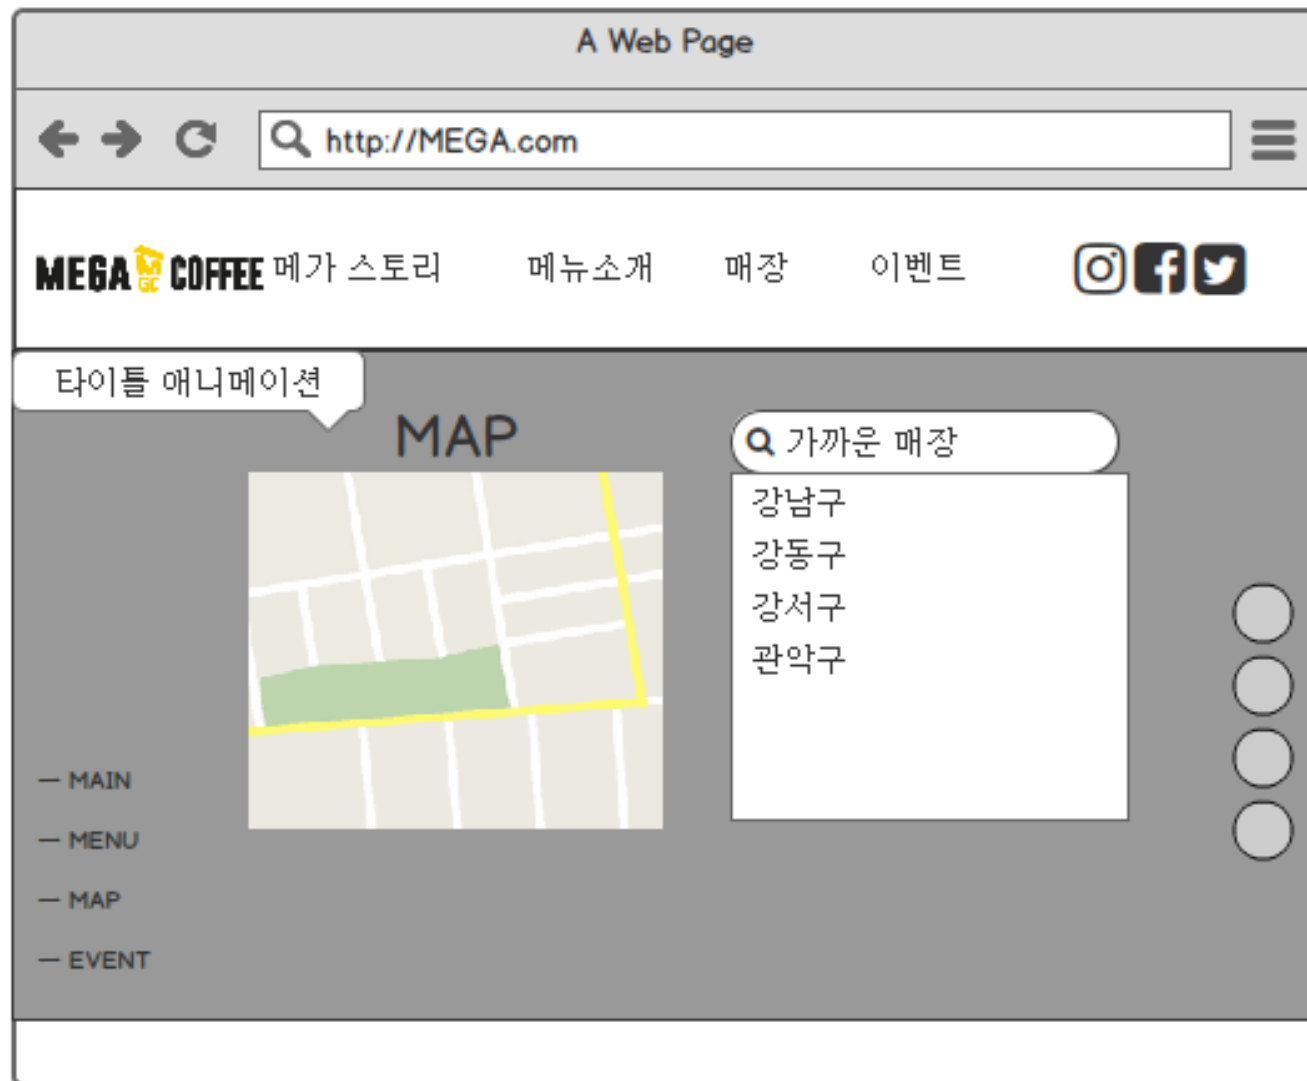 A Web Page
http://MEGA.com
MEGA MGC COFFEE 메가 스토리 메뉴소개 매장 이벤트
타이틀 애니메이션
MAP
가까운 매장
강남구
강동구
강서구
관악구
— MAIN
— MENU
— MAP
— EVENT